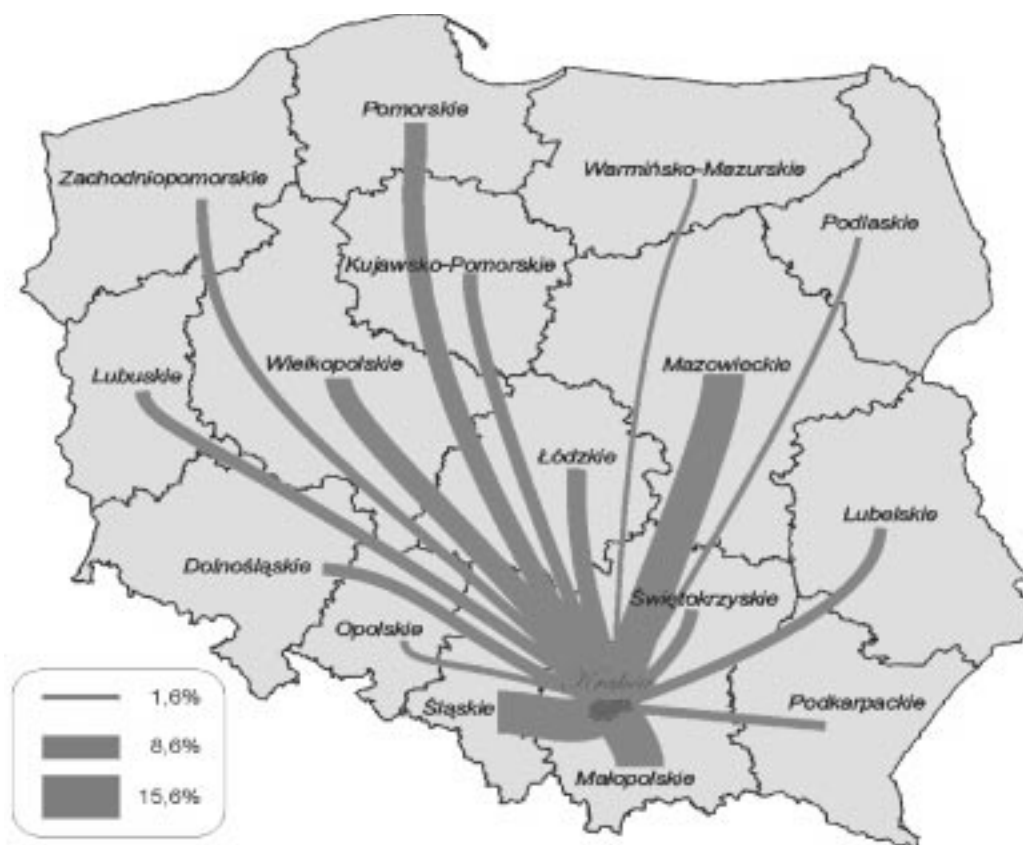 Pomorskie
Warmińsko-Mazurskie
Zachodniopomorskie
Podlaskie
Kujawsko-Pomorskie
Wielkopolskie
Mazowieckie
Lubuskie
Łódzkie
Lubelskie
Dolnośląskie
Świętokrzyskie
Opolskie
Kraków
Śląskie
Podkarpackie
Małopolskie
1,6%
8,6%
15,6%